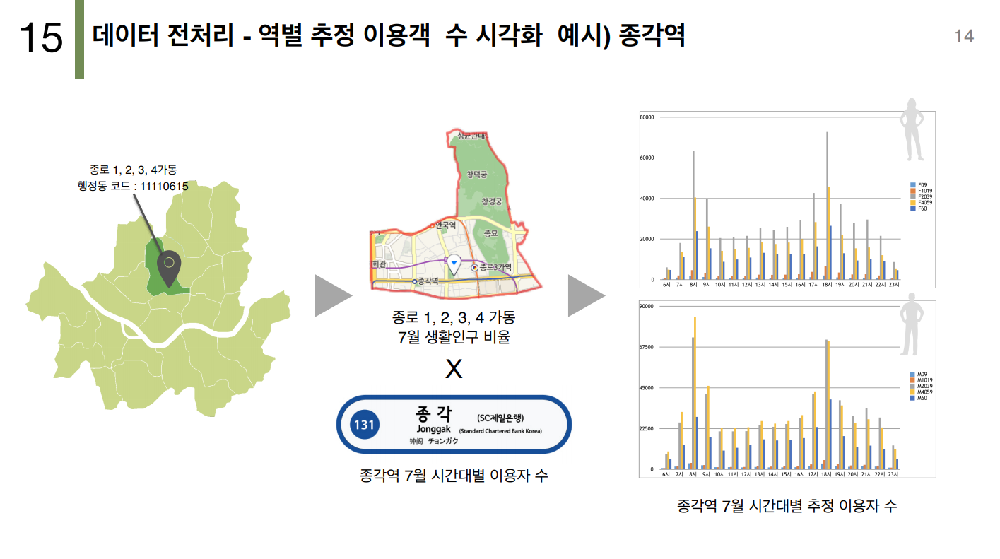 15
데이터 전처리 - 역별 추정 이용객 수 시각화 예시) 종각역
14
종로 1, 2, 3, 4가동
행정동 코드 : 11110615
성균관대
창덕궁
창경궁
안국역
종묘
회관
종로3가역
종각역
종로 1, 2, 3, 4 가동
7월 생활인구 비율
X
131
종 각
(SC제일은행)
Jonggak
(Standard Chartered Bank Korea)
钟阁 チョンガク
종각역 7월 시간대별 이용자 수
80000
60000
40000
20000
0
6시 7시 8시 9시 10시 11시 12시 13시 14시 15시 16시 17시 18시 19시 20시 21시 22시 23시
F09
F1019
F2039
F4059
F60
90000
67500
45000
22500
0
6시 7시 8시 9시 10시 11시 12시 13시 14시 15시 16시 17시 18시 19시 20시 21시 22시 23시
M09
M1019
M2039
M4059
M60
종각역 7월 시간대별 추정 이용자 수